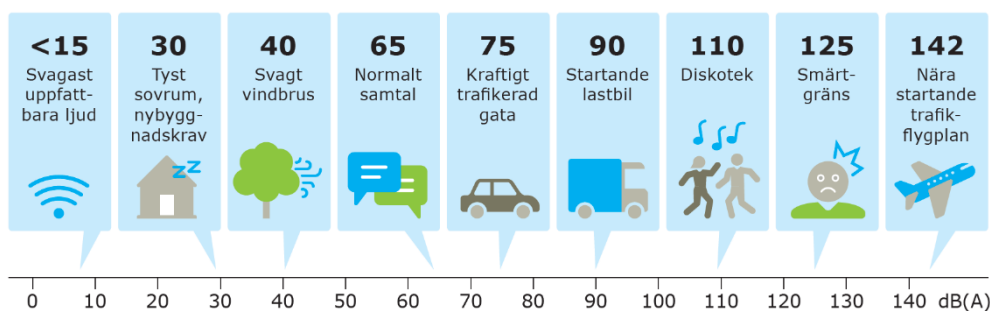 <15
Svagast
uppfatt-
bara ljud
30
Tyst
sovrum,
nybygg-
nadskrav
40
Svagt
vindbrus
65
Normalt
samtal
75
Kraftigt
trafikerad
gata
90
Startande
lastbil
110
Diskotek
125
Smärt-
gräns
142
Nära
startande
trafik-
flygplan
zz
0 10 20 30 40 50 60 70 80 90 100 110 120 130 140 dB(A)